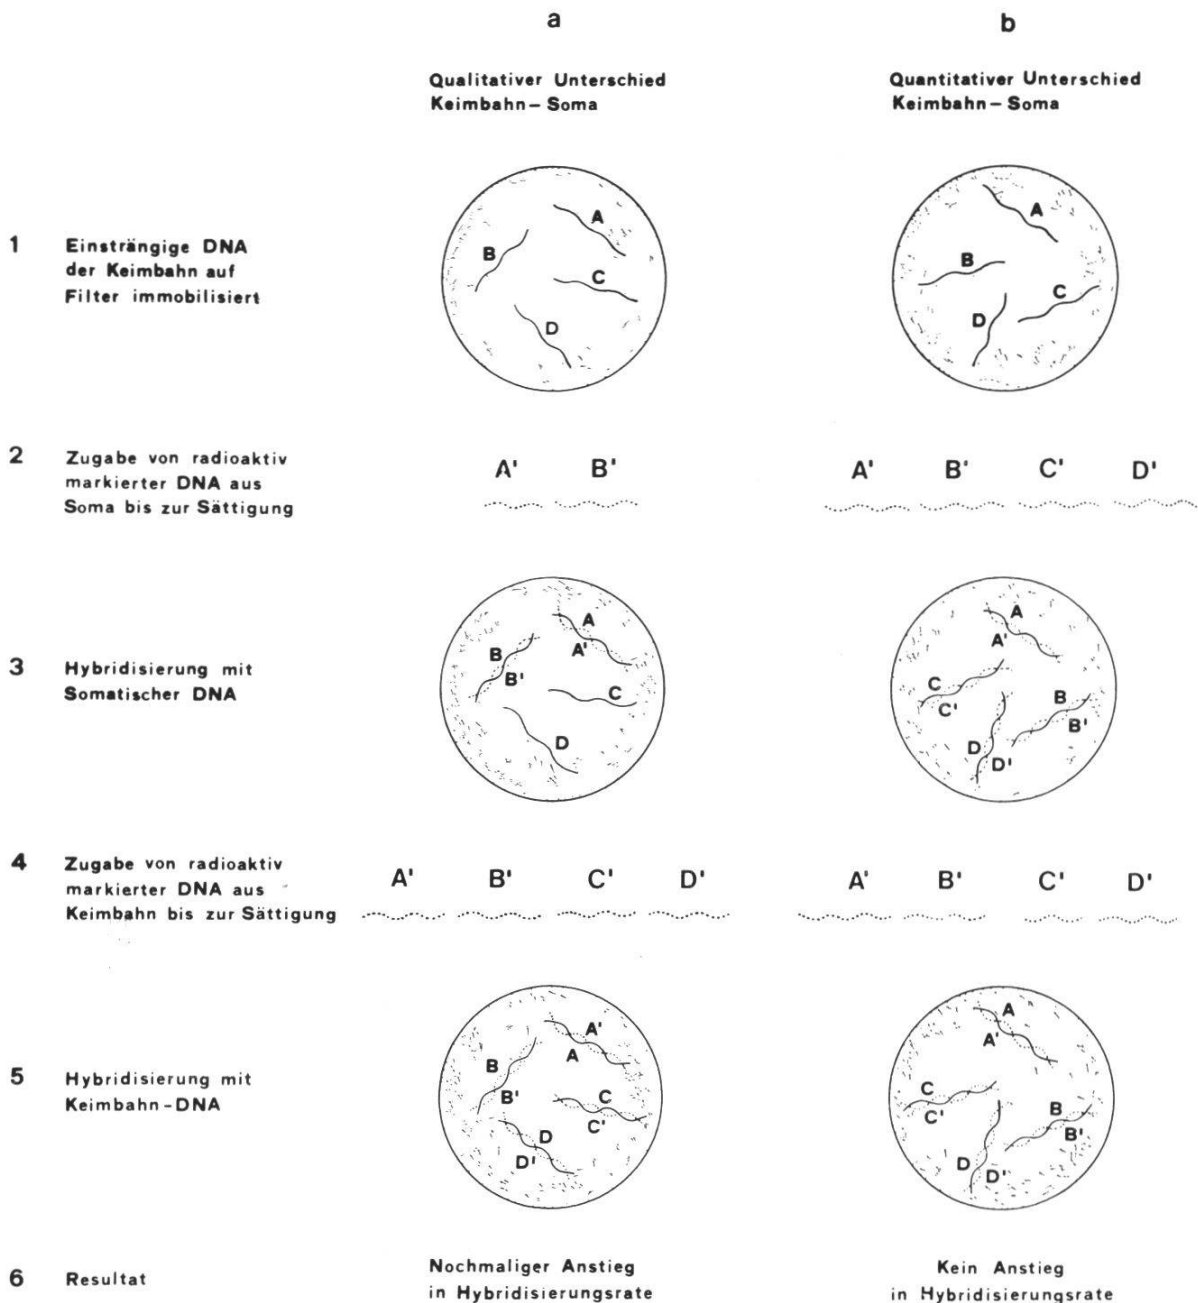 a
b
Qualitativer Unterschied
Keimbahn – Soma
Quantitativer Unterschied
Keimbahn – Soma
1
Einsträngige DNA
der Keimbahn auf
Filter immobilisiert
A
B
C
D
A
B
C
D
2
Zugabe von radioaktiv
markierter DNA aus
Soma bis zur Sättigung
A' B'
A' B' C' D'
3
Hybridisierung mit
Somatischer DNA
A
A'
B
B'
C
D
A
A'
C
C'
B
B'
D
D'
4
Zugabe von radioaktiv
markierter DNA aus
Keimbahn bis zur Sättigung
A' B' C' D'
A' B' C' D'
5
Hybridisierung mit
Keimbahn-DNA
A'
A
B
B'
C
C'
D
D'
A
A'
C
C'
B
B'
D
D'
6
Resultat
Nochmaliger Anstieg
in Hybridisierungsrate
Kein Anstieg
in Hybridisierungsrate